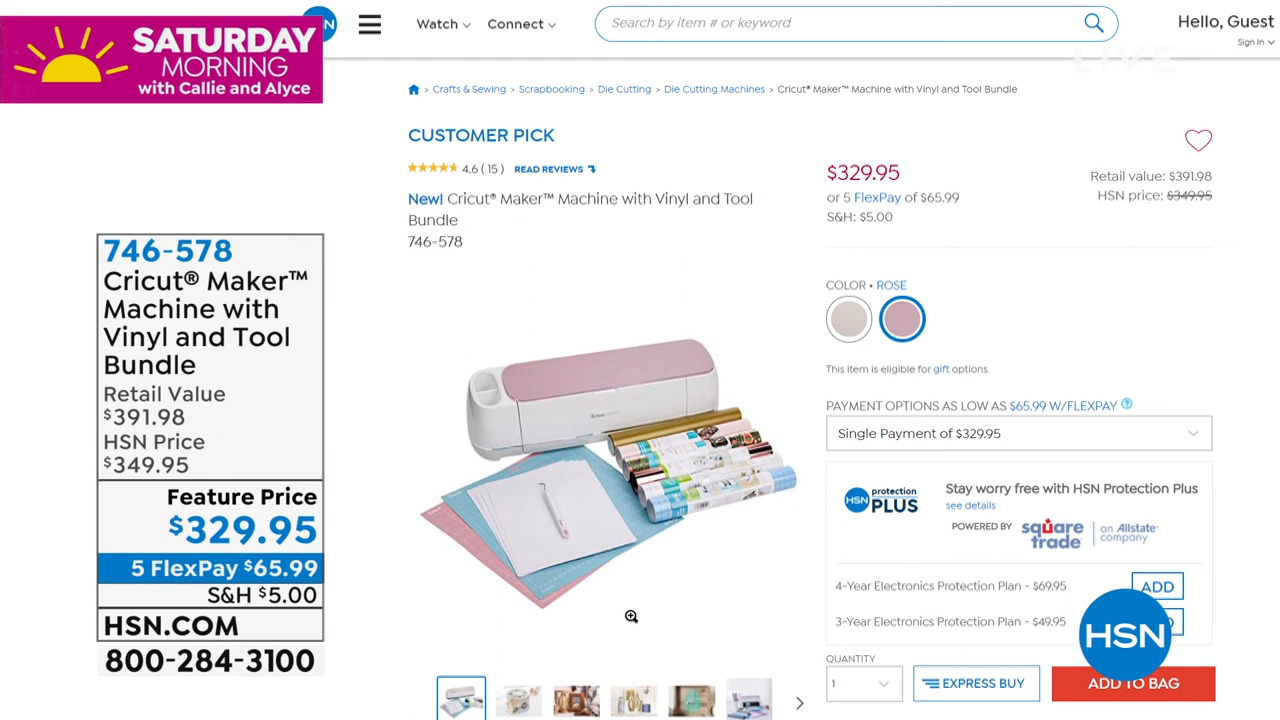 SATURDAY
MORNING
with Callie and Alyce
Watch
Connect
Search by item # or keyword
Hello, Guest
Sign In
LIVE
> Crafts & Sewing > Scrapbooking > Die Cutting > Die Cutting Machines > Cricut® Maker™ Machine with Vinyl and Tool Bundle
CUSTOMER PICK
4.6 ( 15 ) READ REVIEWS
New! Cricut® Maker™ Machine with Vinyl and Tool
Bundle
746-578
$329.95
or 5 FlexPay of $65.99
S&H: $5.00
Retail value: $391.98
HSN price: $349.95
COLOR • ROSE
This item is eligible for gift options.
PAYMENT OPTIONS AS LOW AS $65.99 W/FLEXPAY ?
Single Payment of $329.95
HSN protection
PLUS
Stay worry free with HSN Protection Plus
see details
POWERED BY square
trade
an Allstate
company
4-Year Electronics Protection Plan - $69.95
ADD
3-Year Electronics Protection Plan - $49.95
HSN
QUANTITY
1
EXPRESS BUY
ADD TO BAG
746-578
Cricut® Maker™
Machine with
Vinyl and Tool
Bundle
Retail Value
$391.98
HSN Price
$349.95
Feature Price
$329.95
5 FlexPay $65.99
S&H $5.00
HSN.COM
800-284-3100